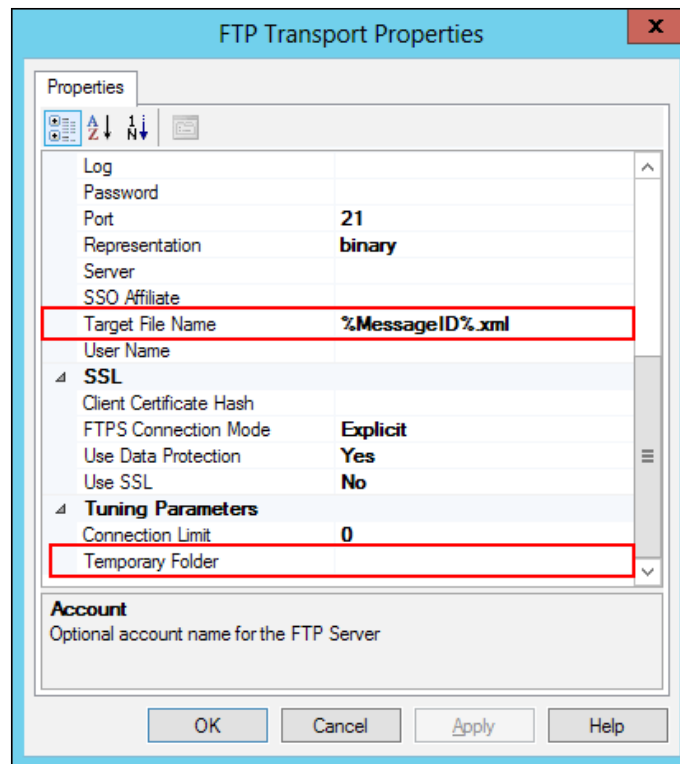 FTP Transport Properties
x
Properties
A
Z
1
N
Log
Password
Port 21
Representation binary
Server
SSO Affiliate
Target File Name %MessageID%.xml
User Name
SSL
Client Certificate Hash
FTPS Connection Mode Explicit
Use Data Protection Yes
Use SSL No
Tuning Parameters
Connection Limit 0
Temporary Folder
Account
Optional account name for the FTP Server
OK Cancel Apply Help